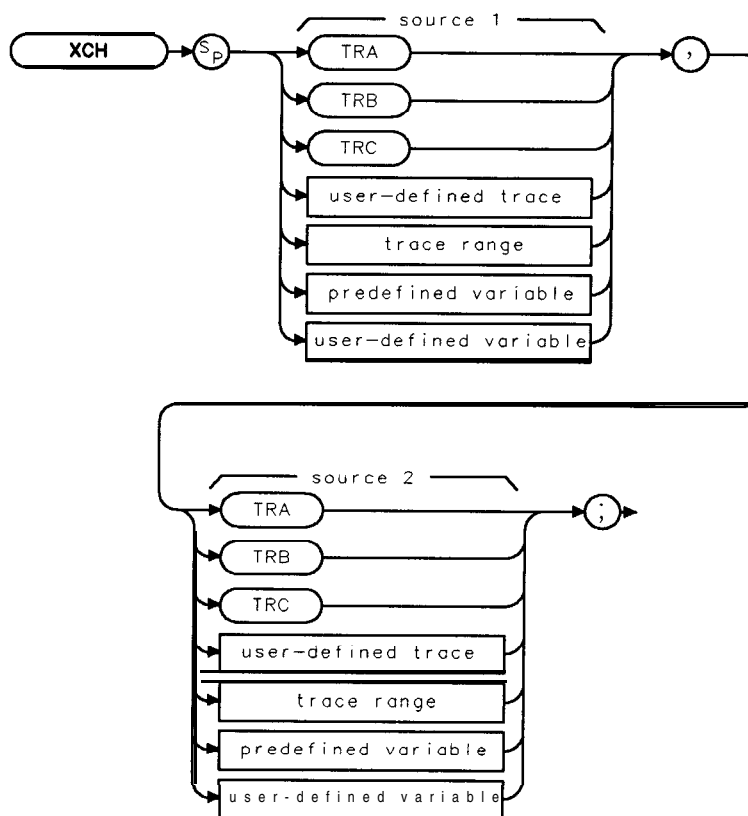 source 1
XCH SP TRA ,
TRB
TRC
user-defined trace
trace range
predefined variable
user-defined variable
source 2
TRA ;
TRB
TRC
user-defined trace
trace range
predefined variable
user-defined variable